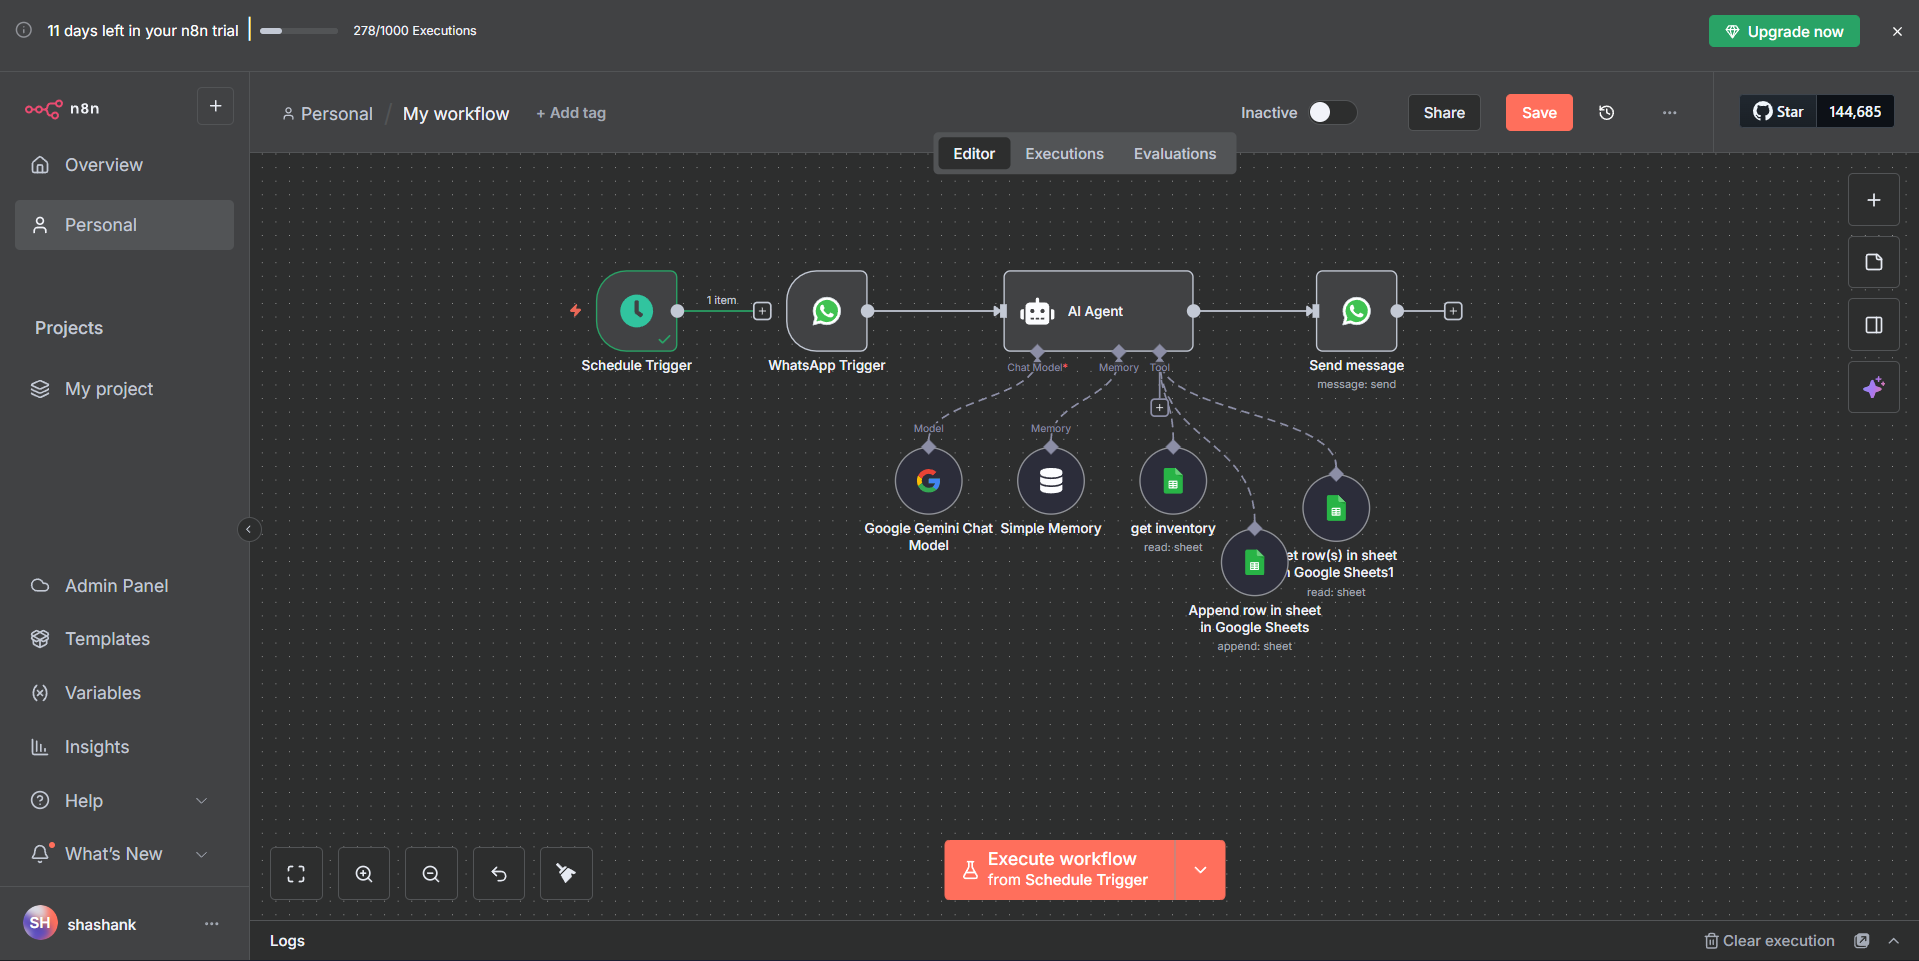 11 days left in your n8n trial
278/1000 Executions
Upgrade now
n8n
Personal / My workflow
+ Add tag
Inactive
Share
Save
Star 144,685
Editor
Executions
Evaluations
Overview
Personal
Projects
My project
Admin Panel
Templates
Variables
Insights
Help
What's New
SH
shashank
1 item
Schedule Trigger
WhatsApp Trigger
AI Agent
Chat Model*
Memory
Tool
Send message
message: send
Model
Memory
Google Gemini Chat
Model
Simple Memory
get inventory
read: sheet
row(s) in sheet
Google Sheets1
read: sheet
Append row in sheet
in Google Sheets
append: sheet
Execute workflow
from Schedule Trigger
Logs
Clear execution